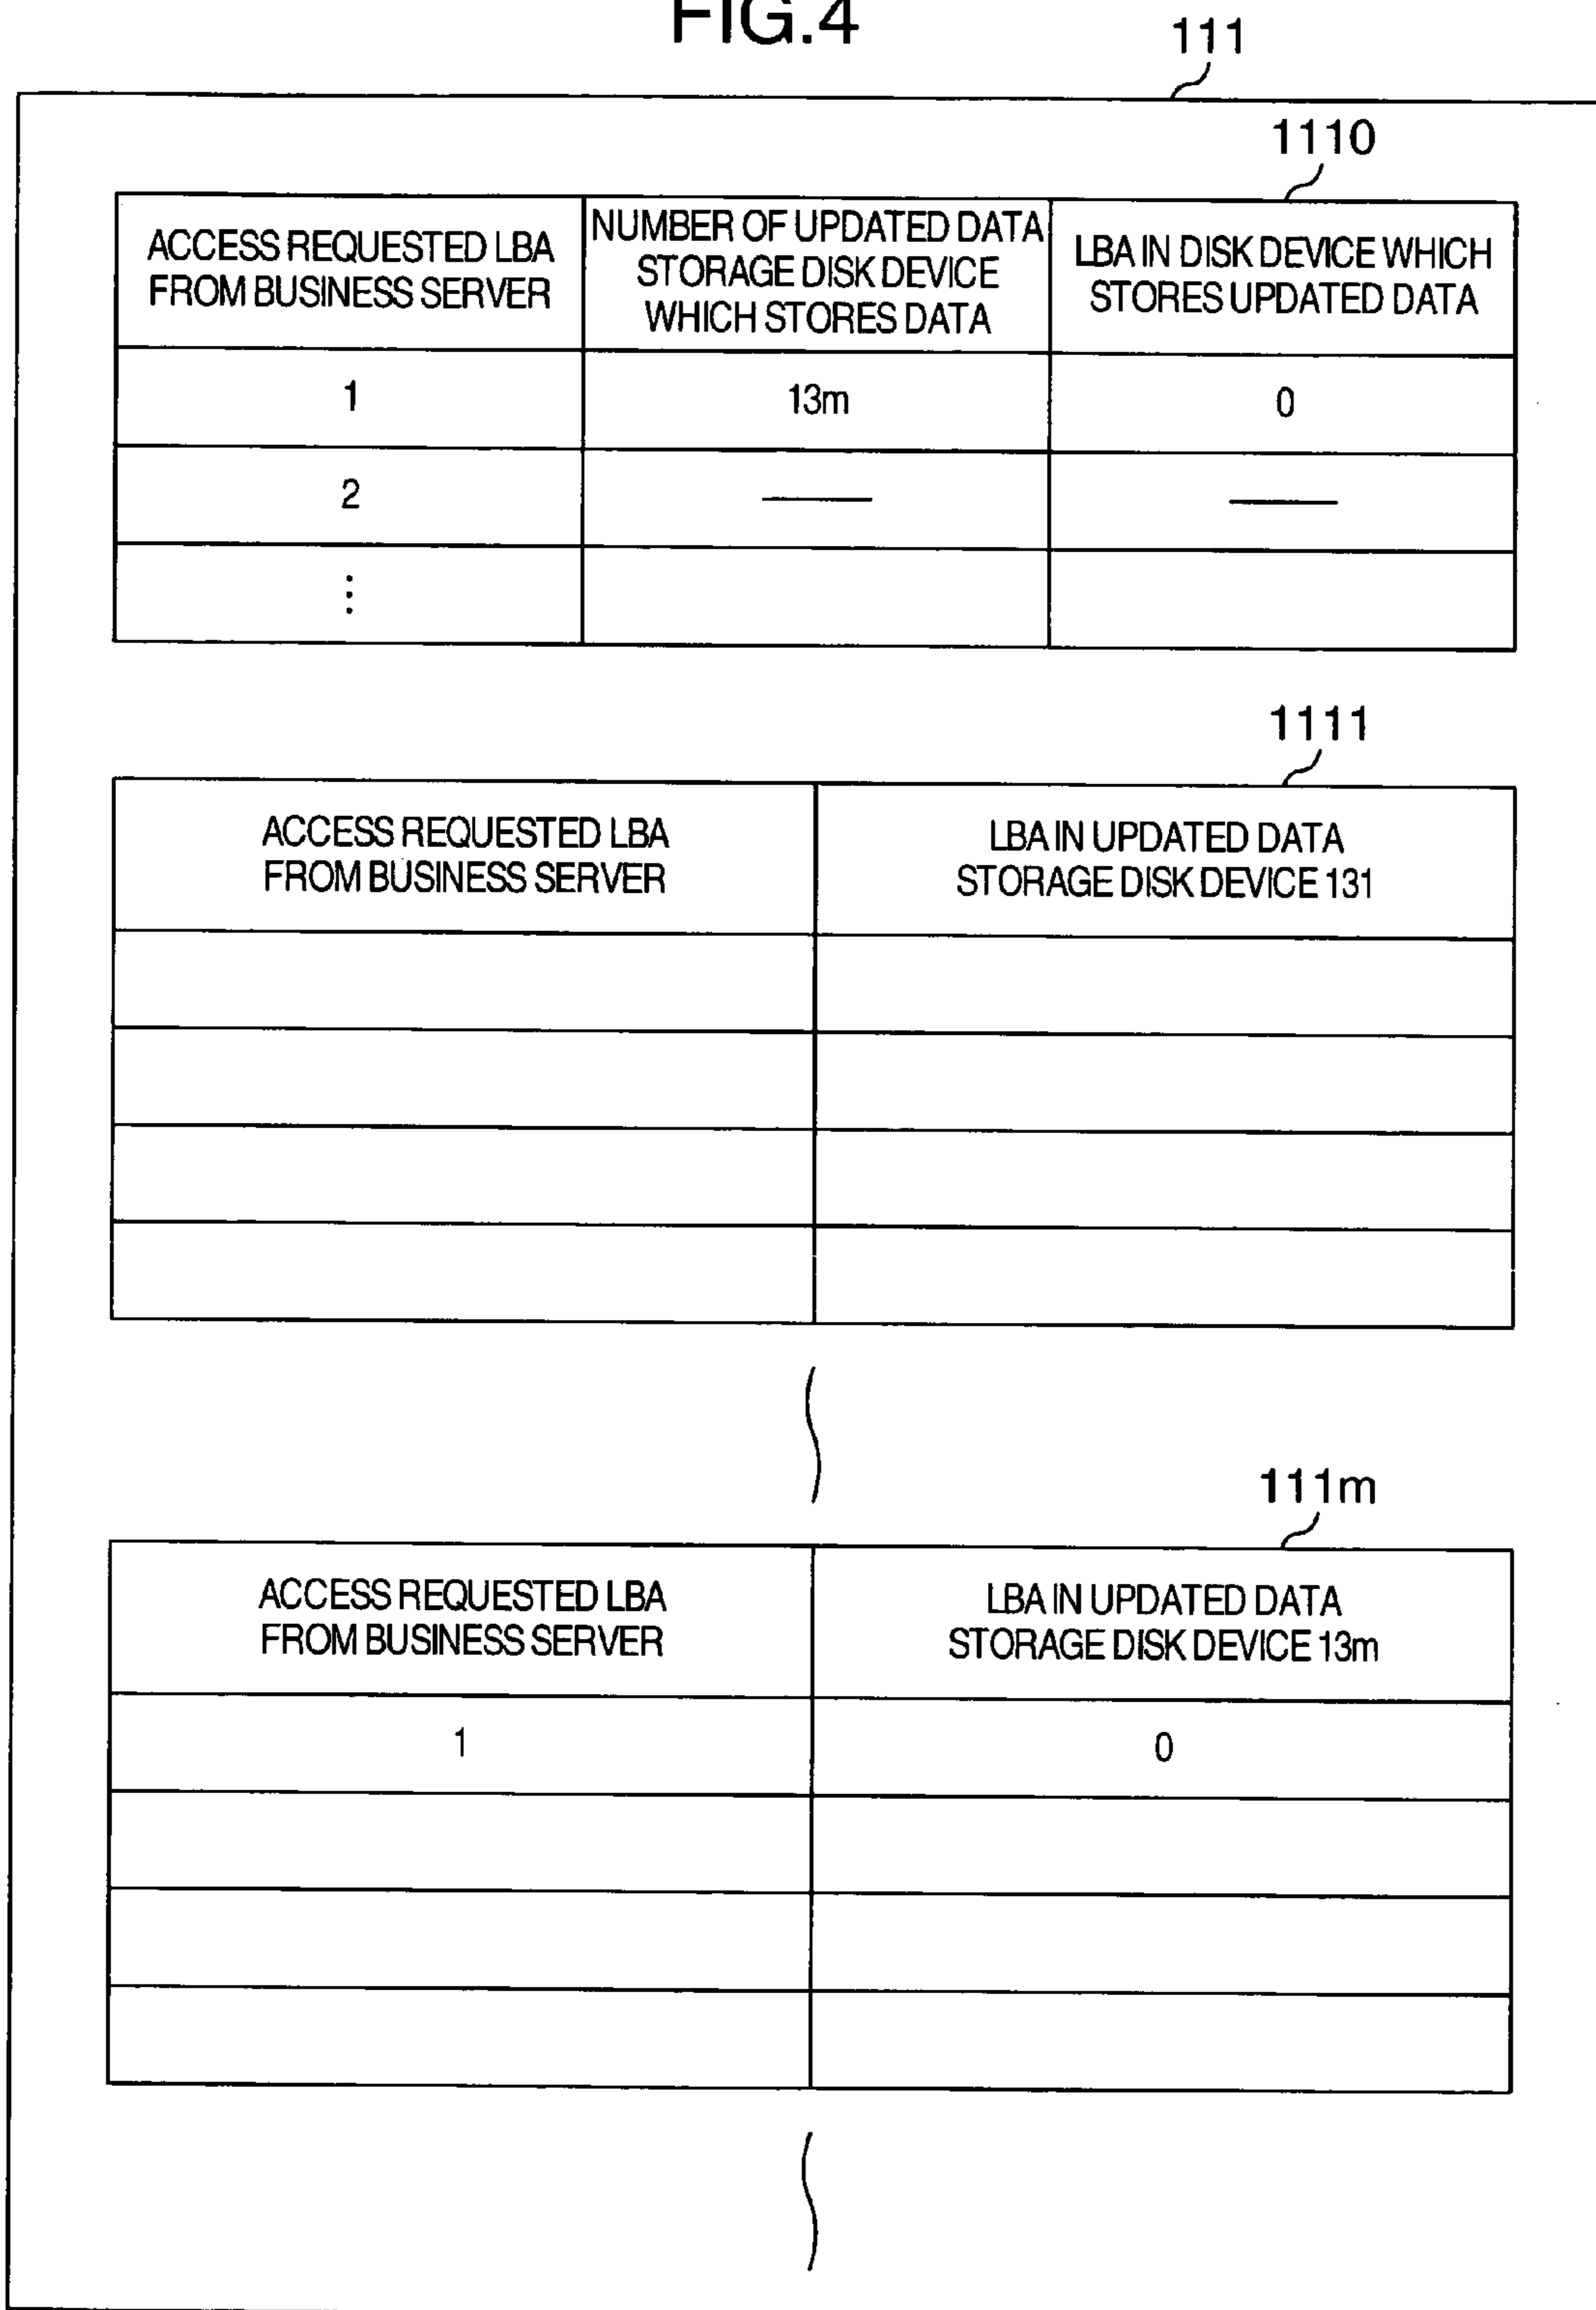 FIG.4
111
1110
ACCESS REQUESTED LBA
FROM BUSINESS SERVER
NUMBER OF UPDATED DATA
STORAGE DISK DEVICE
WHICH STORES DATA
LBA IN DISK DEVICE WHICH
STORES UPDATED DATA
1
13m
0
2
—
—
⋮
1111
ACCESS REQUESTED LBA
FROM BUSINESS SERVER
LBA IN UPDATED DATA
STORAGE DISK DEVICE 131
111m
ACCESS REQUESTED LBA
FROM BUSINESS SERVER
LBA IN UPDATED DATA
STORAGE DISK DEVICE 13m
1
0